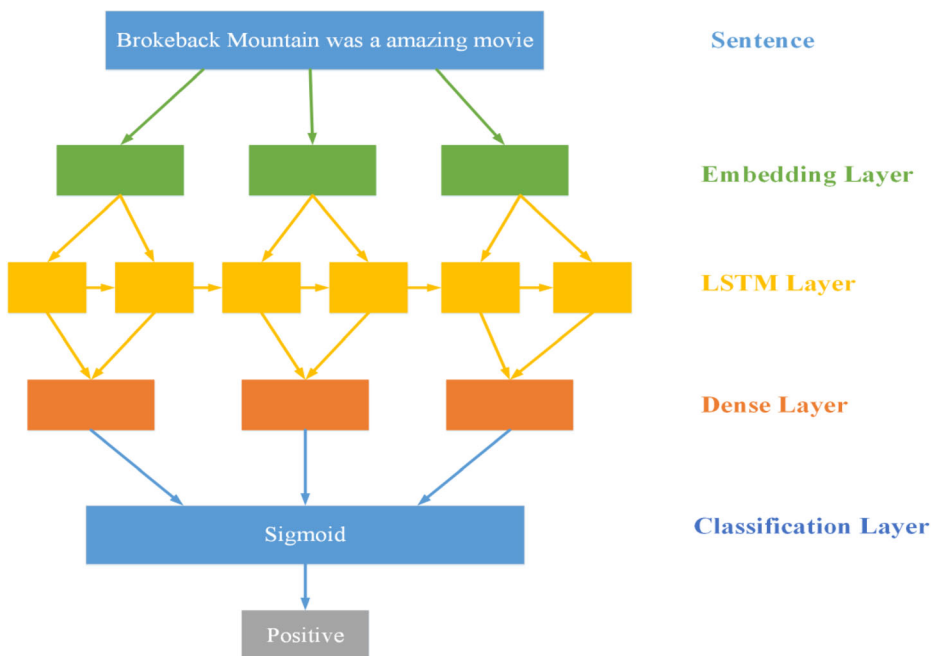 Brokeback Mountain was a amazing movie
Sentence
Embedding Layer
LSTM Layer
Dense Layer
Sigmoid
Classification Layer
Positive